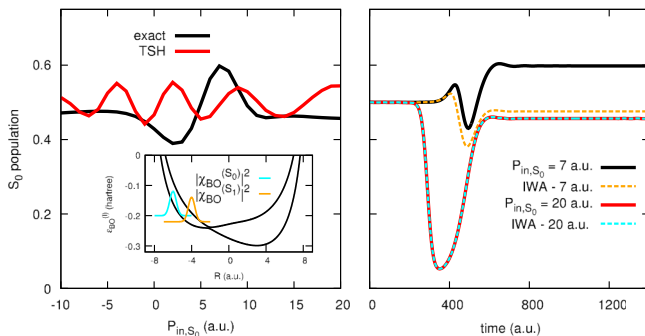 exact
TSH
S0 population
0.6
0.4
0.2
0
-10 -5 0 5 10 15 20
Pin,S0 (a.u.)
|χBO(S0)|2
|χBO(S1)|2
εBO(l) (hartree)
0
-0.1
-0.2
-0.3
-8 -4 0 4 8
R (a.u.)
Pin,S0 = 7 a.u.
IWA - 7 a.u.
Pin,S0 = 20 a.u.
IWA - 20 a.u.
0 400 800 1200
time (a.u.)